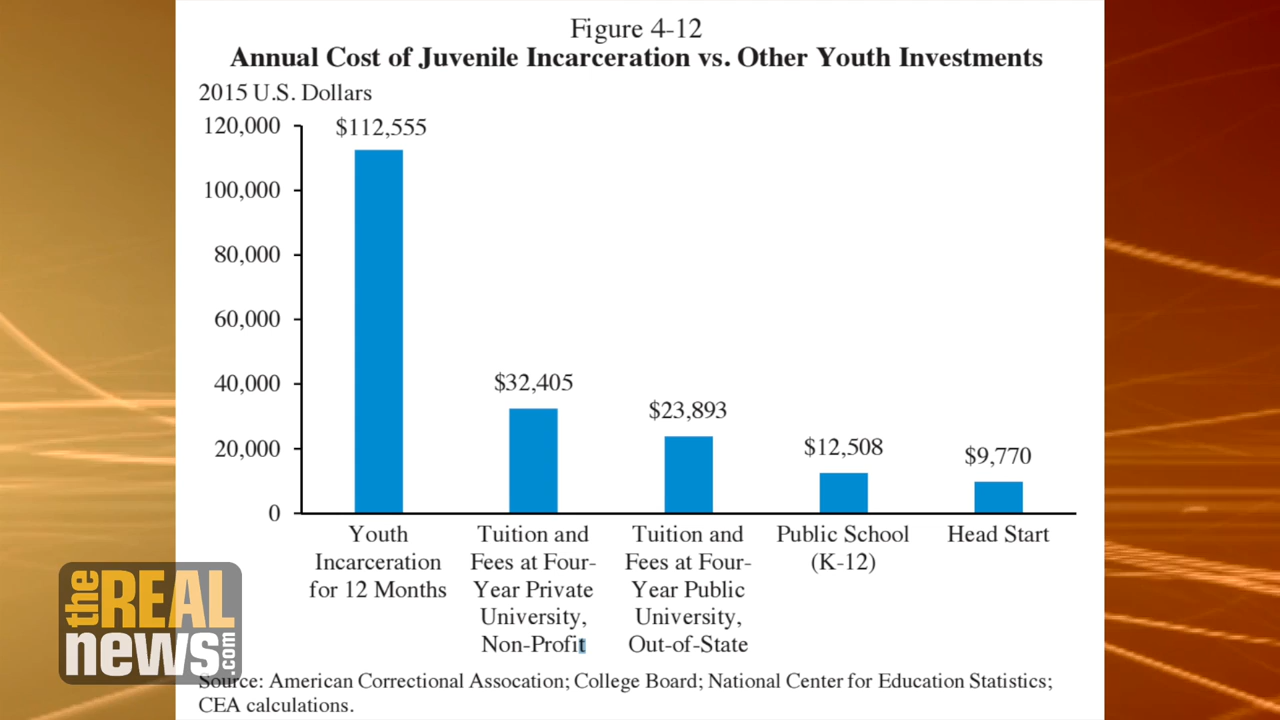 Figure 4-12
Annual Cost of Juvenile Incarceration vs. Other Youth Investments
2015 U.S. Dollars
120,000
100,000
80,000
60,000
40,000
20,000
0
$112,555
$32,405
$23,893
$12,508
$9,770
Youth
Incarceration
for 12 Months
Tuition and
Fees at Four-
Year Private
University,
Non-Profit
Tuition and
Fees at Four-
Year Public
University,
Out-of-State
Public School
(K-12)
Head Start
Source: American Correctional Assocation; College Board; National Center for Education Statistics;
CEA calculations.
the REAL
news.com